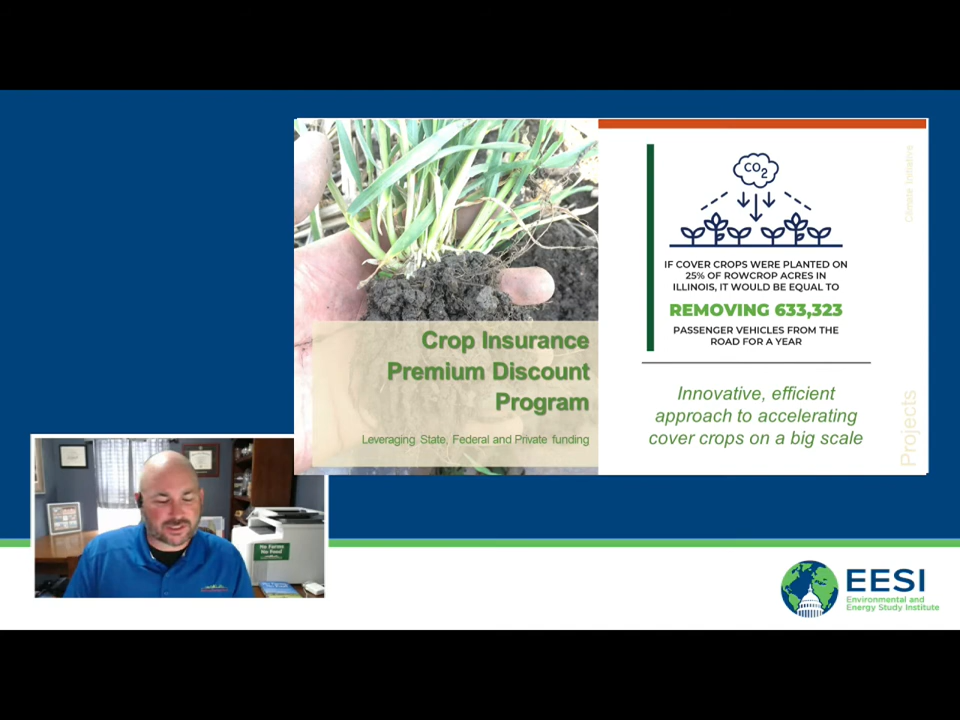 Crop Insurance
Premium Discount
Program
Leveraging State, Federal and Private funding
CO2
IF COVER CROPS WERE PLANTED ON
25% OF ROWCROP ACRES IN
ILLINOIS, IT WOULD BE EQUAL TO
REMOVING 633,323
PASSENGER VEHICLES FROM THE
ROAD FOR A YEAR
Innovative, efficient
approach to accelerating
cover crops on a big scale
Climate Initiative
Projects
No Farms
No Food
EESI
Environmental and
Energy Study Institute